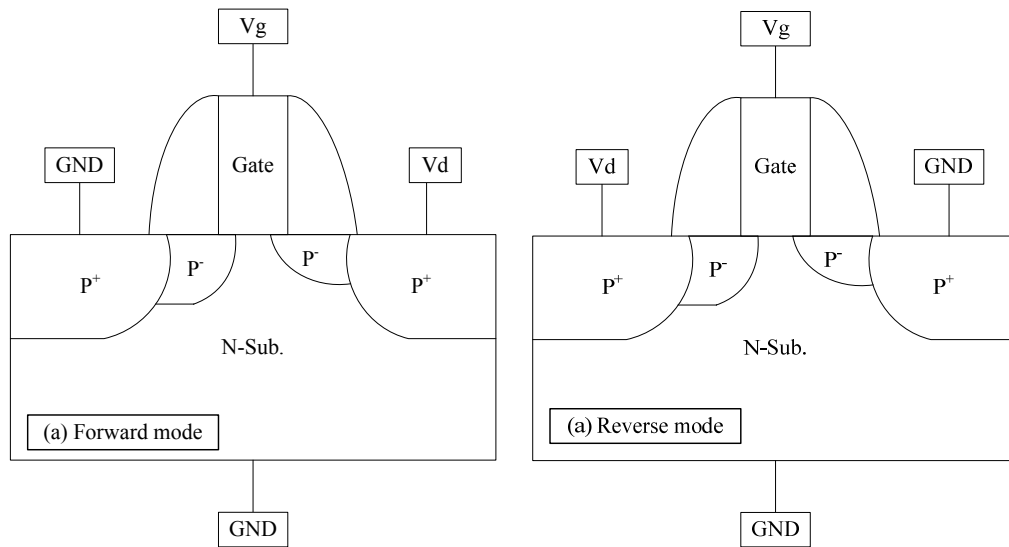 Vg
GND
Gate
Vd
P+
P-
P-
P+
N-Sub.
(a) Forward mode
GND
Vg
Vd
Gate
GND
P+
P-
P-
P+
N-Sub.
(a) Reverse mode
GND